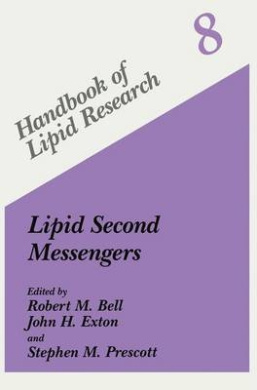 8
Handbook of
Lipid Research
Lipid Second
Messengers
Edited by
Robert M. Bell
John H. Exton
and
Stephen M. Prescott